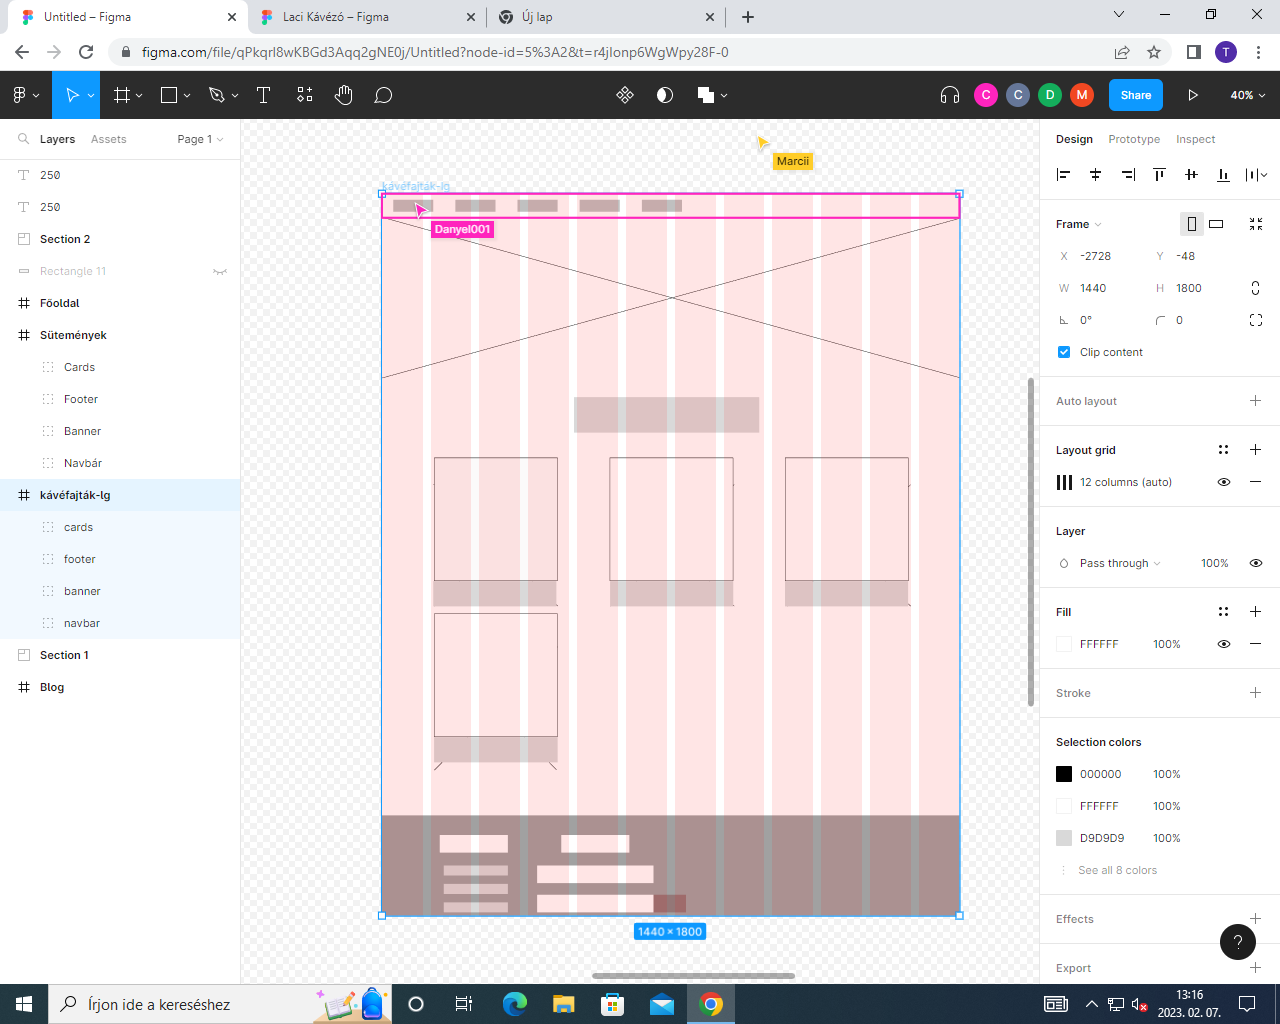 Untitled – Figma
Laci Kávézó – Figma
Új lap
figma.com/file/qPkqrl8wKBGd3Aqq2gNE0j/Untitled?node-id=5%3A2&t=r4jIonp6WgWpy28F-0
T
C
C
D
M
Share
40%
Layers
Assets
Page 1
250
250
Section 2
Rectangle 11
Főoldal
Sütemények
Cards
Footer
Banner
Navbár
kávéfajták-lg
cards
footer
banner
navbar
Section 1
Blog
Marcii
kávéfajták-lg
Danyel001
1440 × 1800
Design
Prototype
Inspect
Frame
X -2728
Y -48
W 1440
H 1800
0°
0
Clip content
Auto layout
Layout grid
12 columns (auto)
Layer
Pass through
100%
Fill
FFFFFF
100%
Stroke
Selection colors
000000
100%
FFFFFF
100%
D9D9D9
100%
See all 8 colors
Effects
?
Export
Írjon ide a kereséshez
13:16
2023. 02. 07.